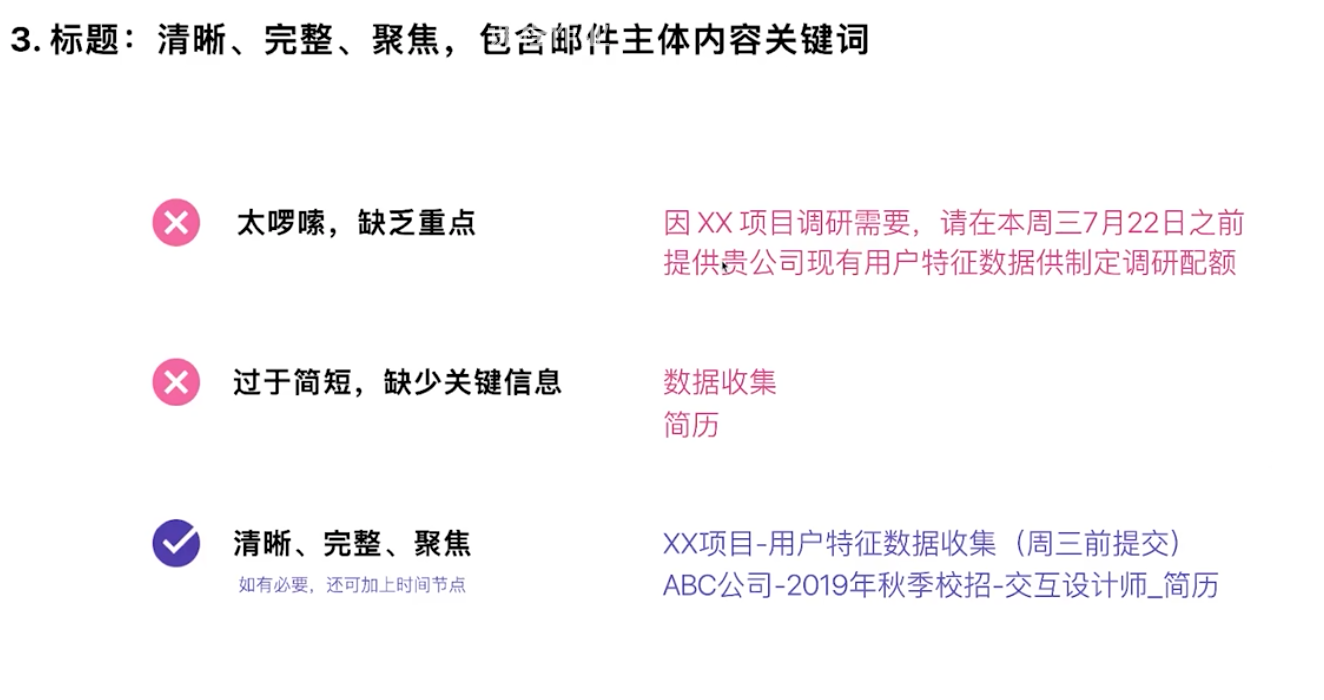 3. 标题：清晰、完整、聚焦，包含邮件主体内容关键词
太啰嗦，缺乏重点
因 XX 项目调研需要，请在本周三7月22日之前
提供贵公司现有用户特征数据供制定调研配额
过于简短，缺少关键信息
数据收集
简历
清晰、完整、聚焦
如有必要，还可加上时间节点
XX项目-用户特征数据收集（周三前提交）
ABC公司-2019年秋季校招-交互设计师_简历